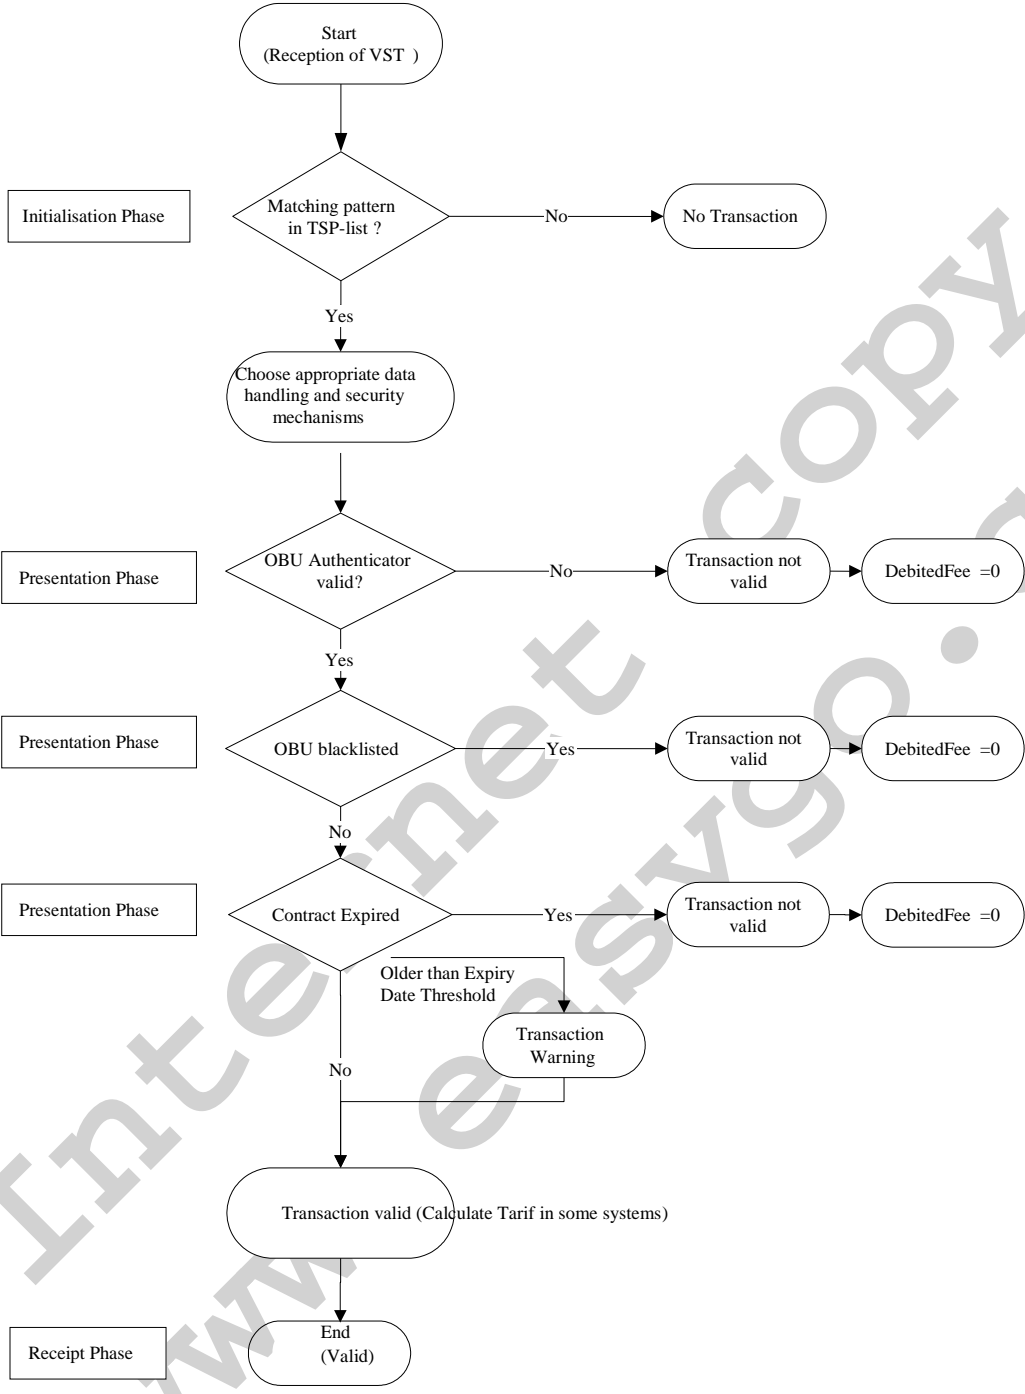 Start
(Reception of VST )
Initialisation Phase
Matching pattern
in TSP-list ?
No
No Transaction
Yes
Choose appropriate data
handling and security
mechanisms
Presentation Phase
OBU Authenticator
valid?
No
Transaction not
valid
DebitedFee =0
Yes
Presentation Phase
OBU blacklisted
Yes
Transaction not
valid
DebitedFee =0
No
Presentation Phase
Contract Expired
Yes
Transaction not
valid
DebitedFee =0
Older than Expiry
Date Threshold
Transaction
Warning
No
Transaction valid (Calculate Tarif in some systems)
Receipt Phase
End
(Valid)
Internet copy